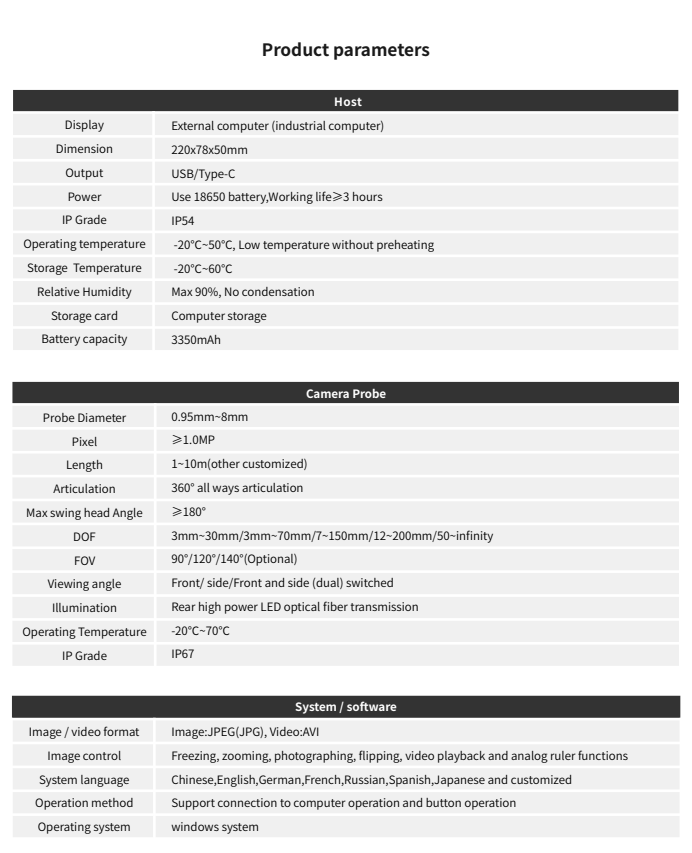 Product parameters
Host
Display External computer (industrial computer)
Dimension 220x78x50mm
Output USB/Type-C
Power Use 18650 battery,Working life⩾3 hours
IP Grade IP54
Operating temperature -20°C~50°C, Low temperature without preheating
Storage Temperature -20°C~60°C
Relative Humidity Max 90%, No condensation
Storage card Computer storage
Battery capacity 3350mAh
Camera Probe
Probe Diameter 0.95mm~8mm
Pixel ⩾1.0MP
Length 1~10m(other customized)
Articulation 360° all ways articulation
Max swing head Angle ⩾180°
DOF 3mm~30mm/3mm~70mm/7~150mm/12~200mm/50~infinity
FOV 90°/120°/140°(Optional)
Viewing angle Front/ side/Front and side (dual) switched
Illumination Rear high power LED optical fiber transmission
Operating Temperature -20°C~70°C
IP Grade IP67
System / software
Image / video format Image:JPEG(JPG), Video:AVI
Image control Freezing, zooming, photographing, flipping, video playback and analog ruler functions
System language Chinese,English,German,French,Russian,Spanish,Japanese and customized
Operation method Support connection to computer operation and button operation
Operating system windows system